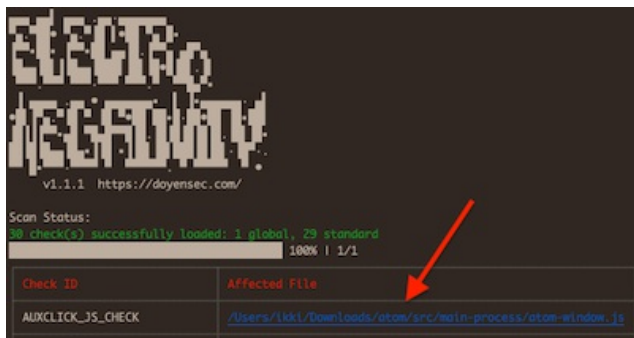 ELECTRO
NEGATIVITY
v1.1.1 https://doyensec.com/
Scan Status:
30 check(s) successfully loaded: 1 global, 29 standard
100% | 1/1
Check ID Affected File
AUXCLICK_JS_CHECK /Users/ikki/Downloads/atom/src/main-process/atom-window.js